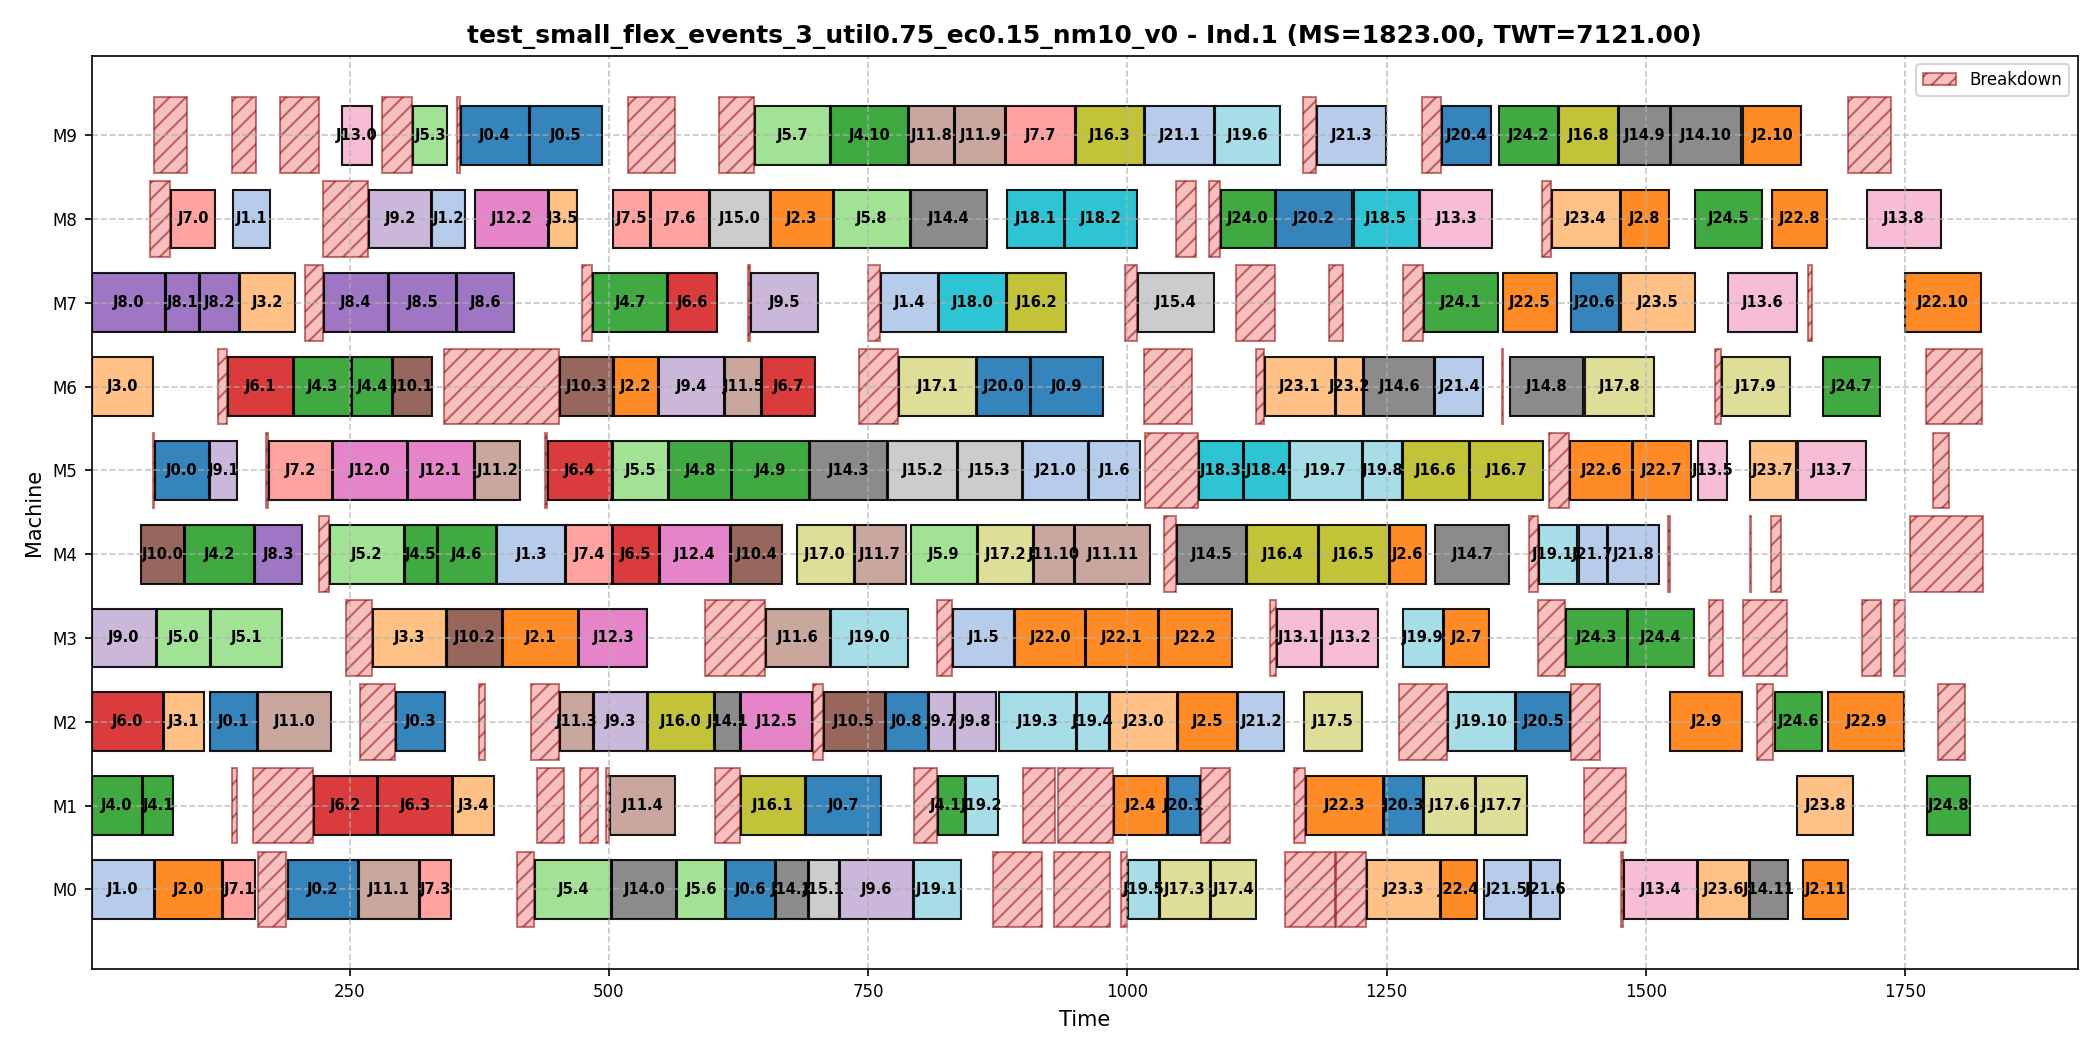 test_small_flex_events_3_util0.75_ec0.15_nm10_v0 - Ind.1 (MS=1823.00, TWT=7121.00)
Breakdown
M9 J13.0 J5.3 J0.4 J0.5 J5.7 J4.10 J11.8 J11.9 J7.7 J16.3 J21.1 J19.6 J21.3 J20.4 J24.2 J16.8 J14.9 J14.10 J2.10
M8 J7.0 J1.1 J9.2 J1.2 J12.2 J3.5 J7.5 J7.6 J15.0 J2.3 J5.8 J14.4 J18.1 J18.2 J24.0 J20.2 J18.5 J13.3 J23.4 J2.8 J24.5 J22.8 J13.8
M7 J8.0 J8.1 J8.2 J3.2 J8.4 J8.5 J8.6 J4.7 J6.6 J9.5 J1.4 J18.0 J16.2 J15.4 J24.1 J22.5 J20.6 J23.5 J13.6 J22.10
M6 J3.0 J6.1 J4.3 J4.4 J10.1 J10.3 J2.2 J9.4 J11.5 J6.7 J17.1 J20.0 J0.9 J23.1 J23.2 J14.6 J21.4 J14.8 J17.8 J17.9 J24.7
M5 J0.0 J9.1 J7.2 J12.0 J12.1 J11.2 J6.4 J5.5 J4.8 J4.9 J14.3 J15.2 J15.3 J21.0 J1.6 J18.3 J18.4 J19.7 J19.8 J16.6 J16.7 J22.6 J22.7 J13.5 J23.7 J13.7
M4 J10.0 J4.2 J8.3 J5.2 J4.5 J4.6 J1.3 J7.4 J6.5 J12.4 J10.4 J17.0 J11.7 J5.9 J17.2 J11.10 J11.11 J14.5 J16.4 J16.5 J2.6 J14.7 J21.7 J21.8
M3 J9.0 J5.0 J5.1 J3.3 J10.2 J2.1 J12.3 J11.6 J19.0 J1.5 J22.0 J22.1 J22.2 J13.1 J13.2 J19.9 J2.7 J24.3 J24.4
M2 J6.0 J3.1 J0.1 J11.0 J0.3 J11.3 J9.3 J16.0 J14.1 J12.5 J10.5 J0.8 J9.7 J9.8 J19.3 J19.4 J23.0 J2.5 J21.2 J17.5 J19.10 J20.5 J2.9 J24.6 J22.9
M1 J4.0 J4.1 J6.2 J6.3 J3.4 J11.4 J16.1 J0.7 J19.2 J2.4 J20.1 J22.3 J20.3 J17.6 J17.7 J23.8 J24.8
M0 J1.0 J2.0 J7.1 J0.2 J11.1 J7.3 J5.4 J14.0 J5.6 J0.6 J14.2 J15.1 J9.6 J19.1 J19.5 J17.3 J17.4 J23.3 J22.4 J21.5 J21.6 J13.4 J23.6 J14.11 J2.11
250 500 750 1000 1250 1500 1750
Time
Machine